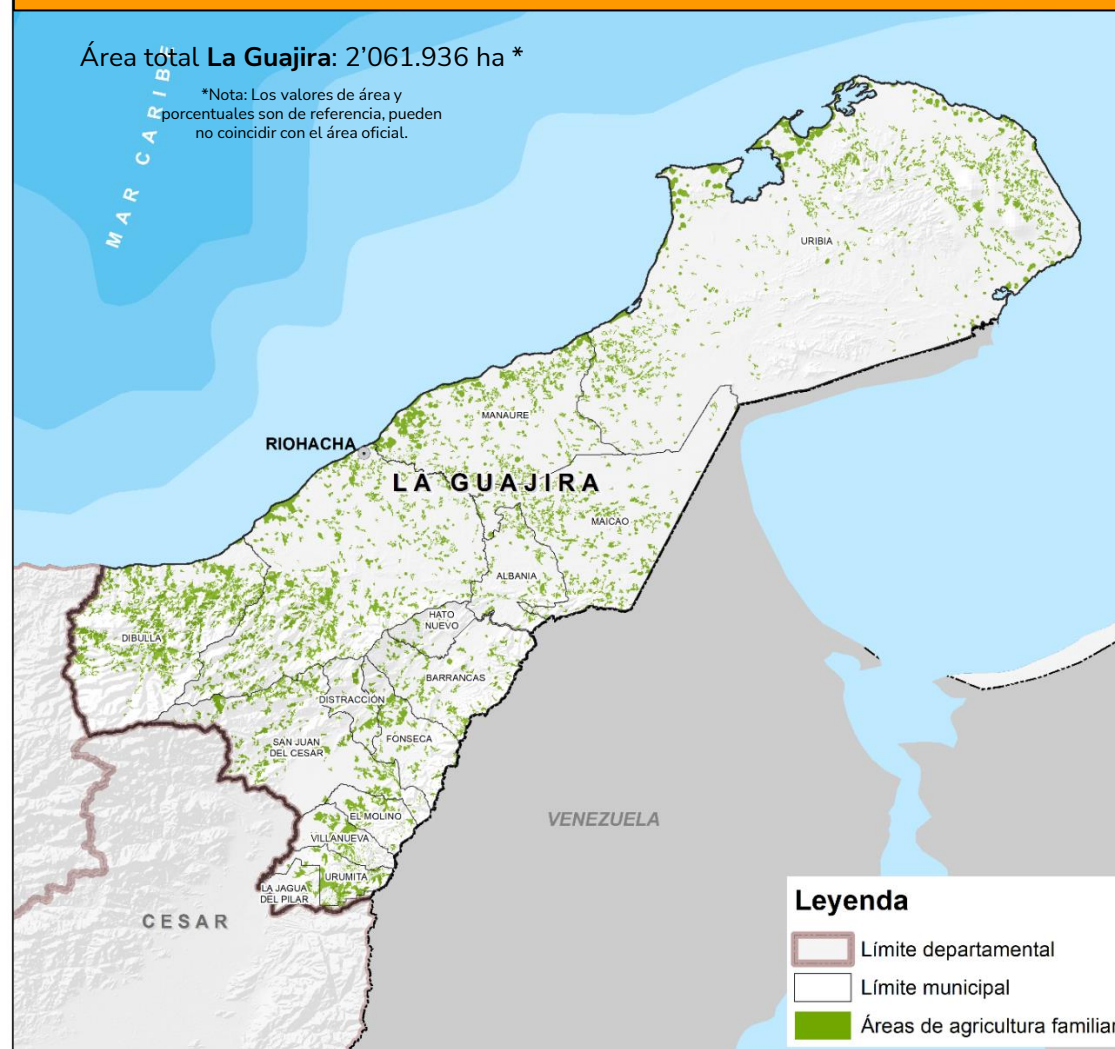 Área total La Guajira: 2’061.936 ha *
*Nota: Los valores de área y
porcentuales son de referencia, pueden
no coincidir con el área oficial.
MAR CARIBE
URIBIA
MANAURE
RIOHACHA
LA GUAJIRA
MAICAO
ALBANIA
HATO
NUEVO
DIBULLA
BARRANCAS
DISTRACCIÓN
FONSECA
SAN JUAN
DEL CESAR
EL MOLINO
VENEZUELA
VILLANUEVA
URUMITA
LA JAGUA
DEL PILAR
CESAR
Leyenda
Límite departamental
Límite municipal
Áreas de agricultura familiar